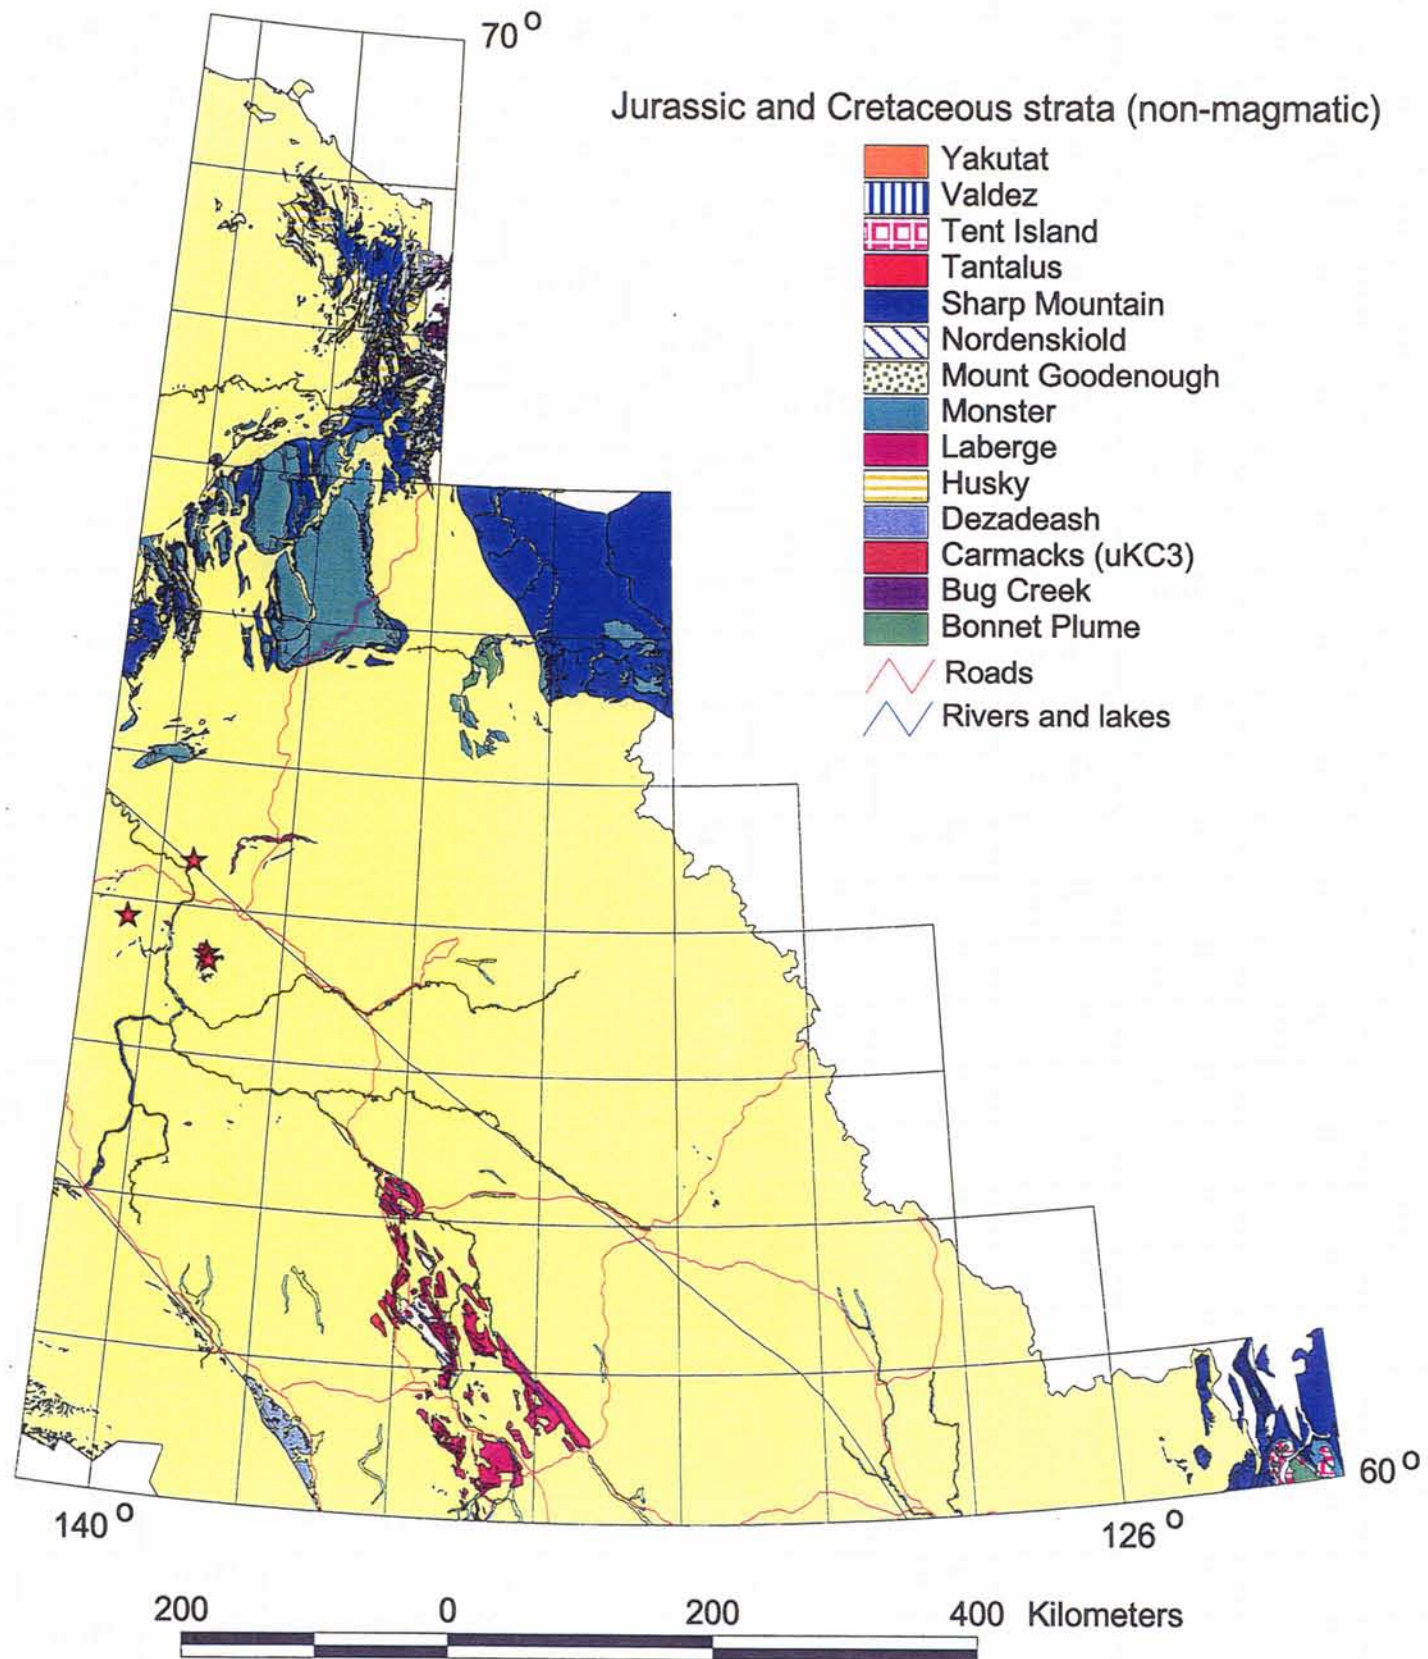 70°
Jurassic and Cretaceous strata (non-magmatic)
Yakutat
Valdez
Tent Island
Tantalus
Sharp Mountain
Nordenskiold
Mount Goodenough
Monster
Laberge
Husky
Dezadeash
Carmacks (uKC3)
Bug Creek
Bonnet Plume
Roads
Rivers and lakes
60°
140°
126°
200 0 200 400 Kilometers